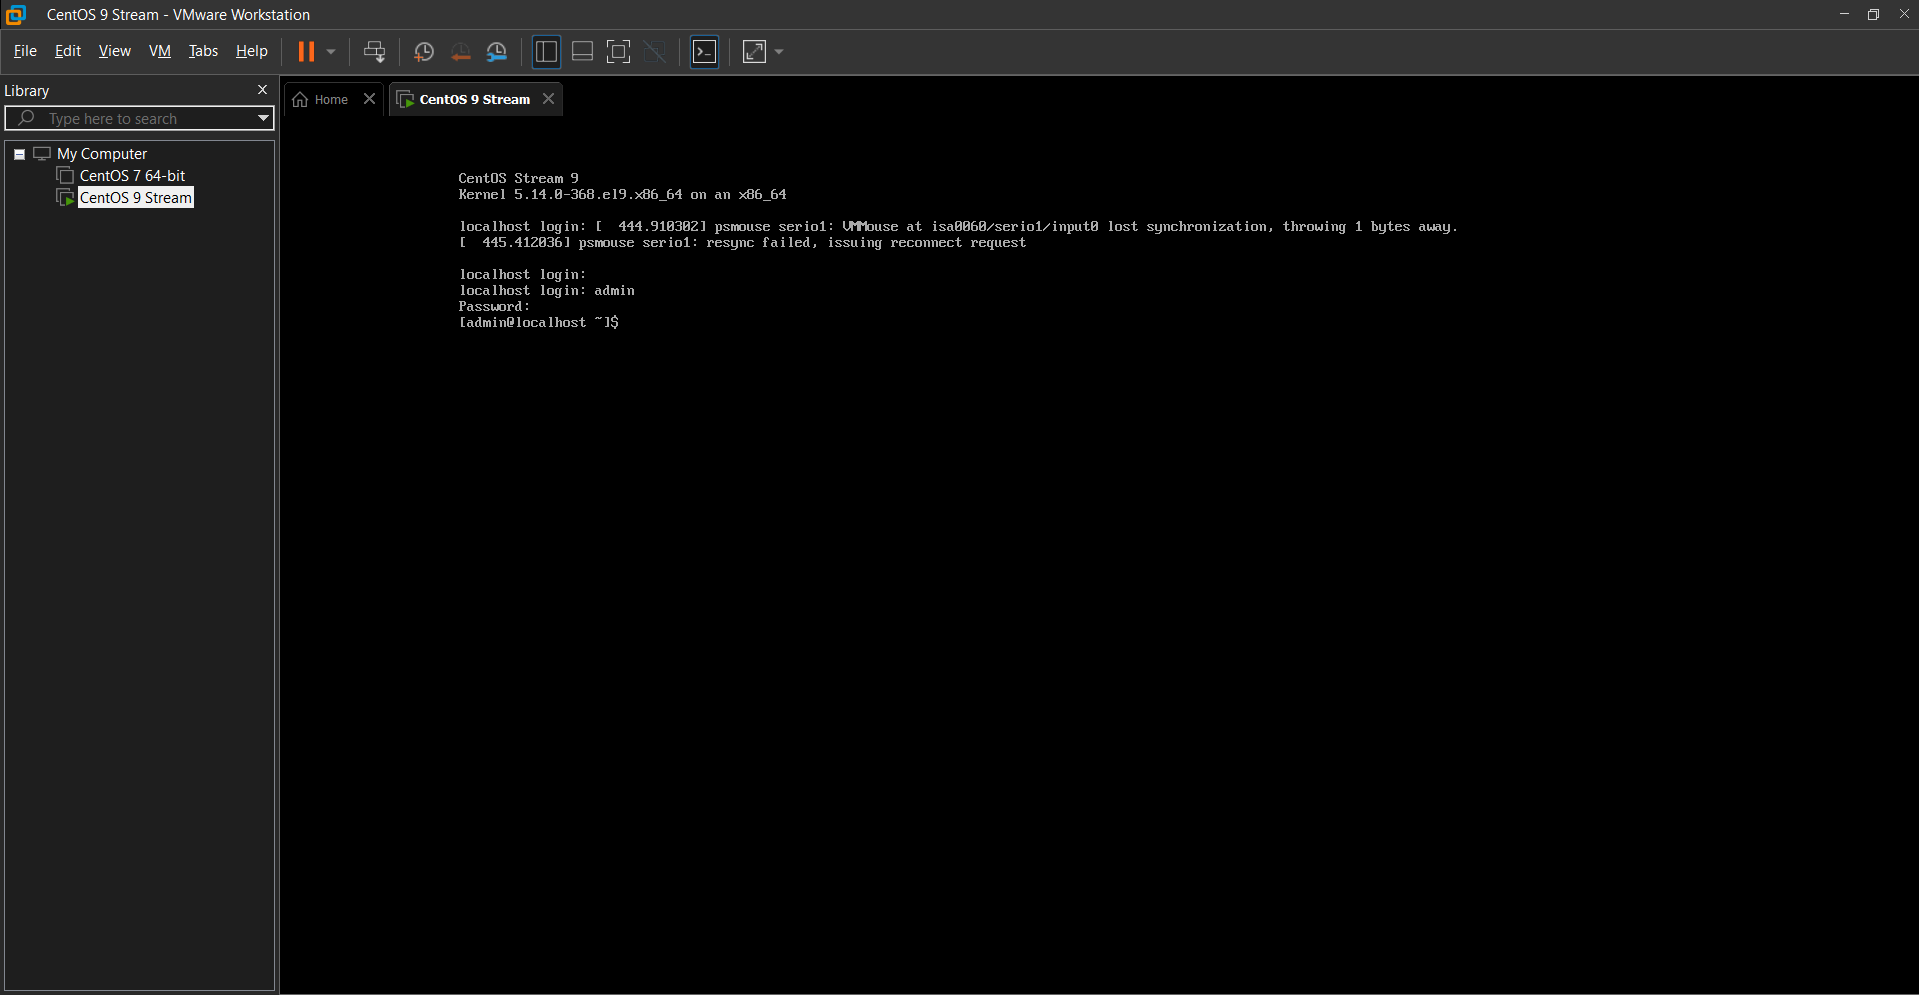 CentOS 9 Stream - VMware Workstation
File Edit View VM Tabs Help
Library
Type here to search
My Computer
CentOS 7 64-bit
CentOS 9 Stream
Home
CentOS 9 Stream
CentOS Stream 9
Kernel 5.14.0-368.el9.x86_64 on an x86_64
localhost login: [  444.910302] psmouse serio1: VMMouse at isa0060/serio1/input0 lost synchronization, throwing 1 bytes away.
[  445.412036] psmouse serio1: resync failed, issuing reconnect request
localhost login:
localhost login: admin
Password:
[admin@localhost ~]$